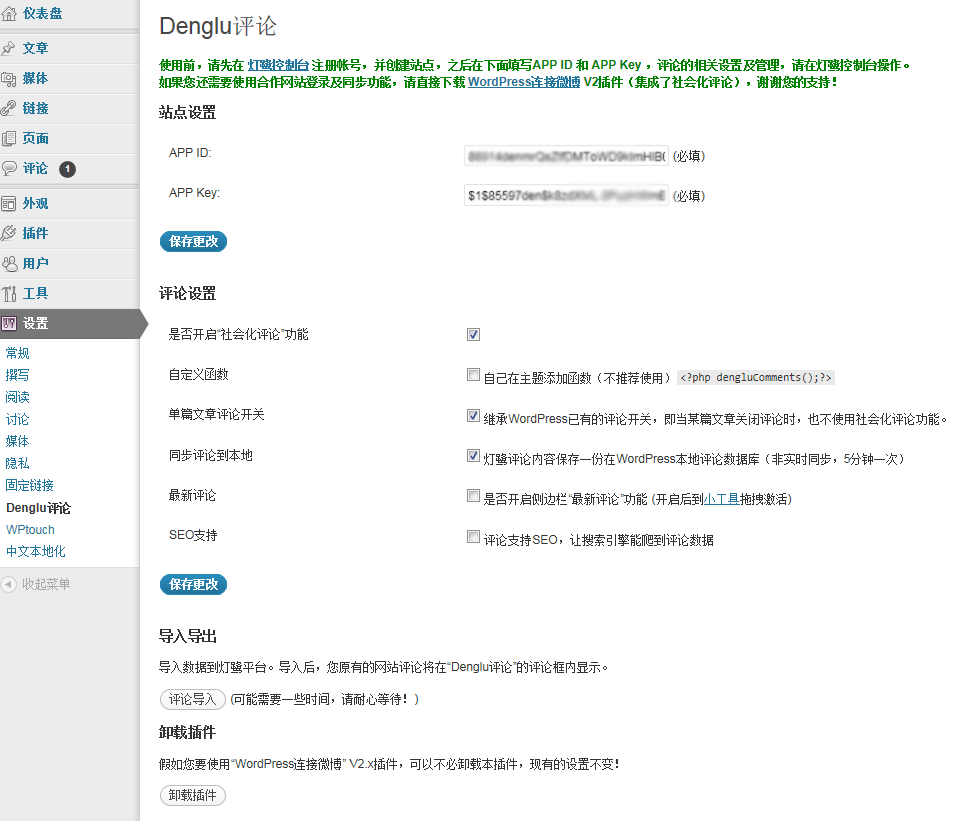 仪表盘
文章
媒体
链接
页面
评论 1
外观
插件
用户
工具
设置
常规
撰写
阅读
讨论
媒体
隐私
固定链接
Denglu评论
WPtouch
中文本地化
收起菜单
Denglu评论
使用前，请先在 灯鹭控制台 注册帐号，并创建站点，之后在下面填写APP ID 和 APP Key ，评论的相关设置及管理，请在灯鹭控制台操作。
如果您还需要使用合作网站登录及同步功能，请直接下载 WordPress连接微博 V2插件（集成了社会化评论），谢谢您的支持！
站点设置
APP ID: (必填)
APP Key: $1$85597den$ (必填)
保存更改
评论设置
是否开启“社会化评论”功能
自定义函数 自己在主题添加函数（不推荐使用） <?php dengluComments();?>
单篇文章评论开关 继承WordPress已有的评论开关，即当某篇文章关闭评论时，也不使用社会化评论功能。
同步评论到本地 灯鹭评论内容保存一份在WordPress本地评论数据库（非实时同步，5分钟一次）
最新评论 是否开启侧边栏“最新评论”功能 (开启后到小工具拖拽激活)
SEO支持 评论支持SEO，让搜索引擎能爬到评论数据
保存更改
导入导出
导入数据到灯鹭平台。导入后，您原有的网站评论将在“Denglu评论”的评论框内显示。
评论导入 (可能需要一些时间，请耐心等待！)
卸载插件
假如您要使用“WordPress连接微博” V2.x插件，可以不必卸载本插件，现有的设置不变！
卸载插件